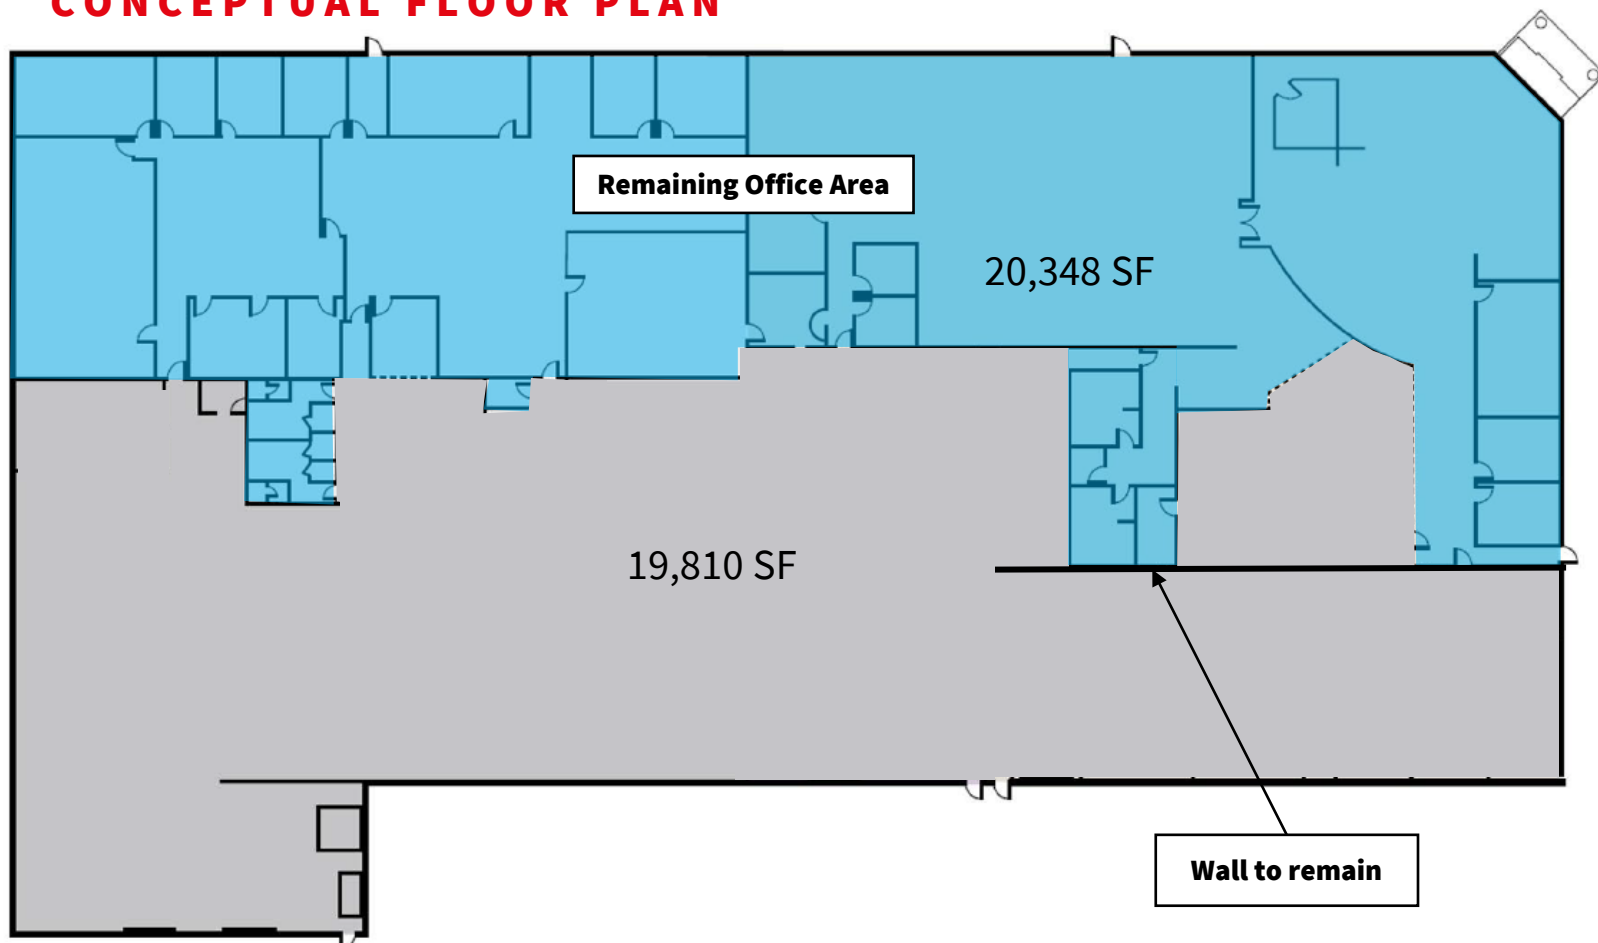 CONCEPTUAL FLOOR PLAN
Remaining Office Area
20,348 SF
19,810 SF
Wall to remain